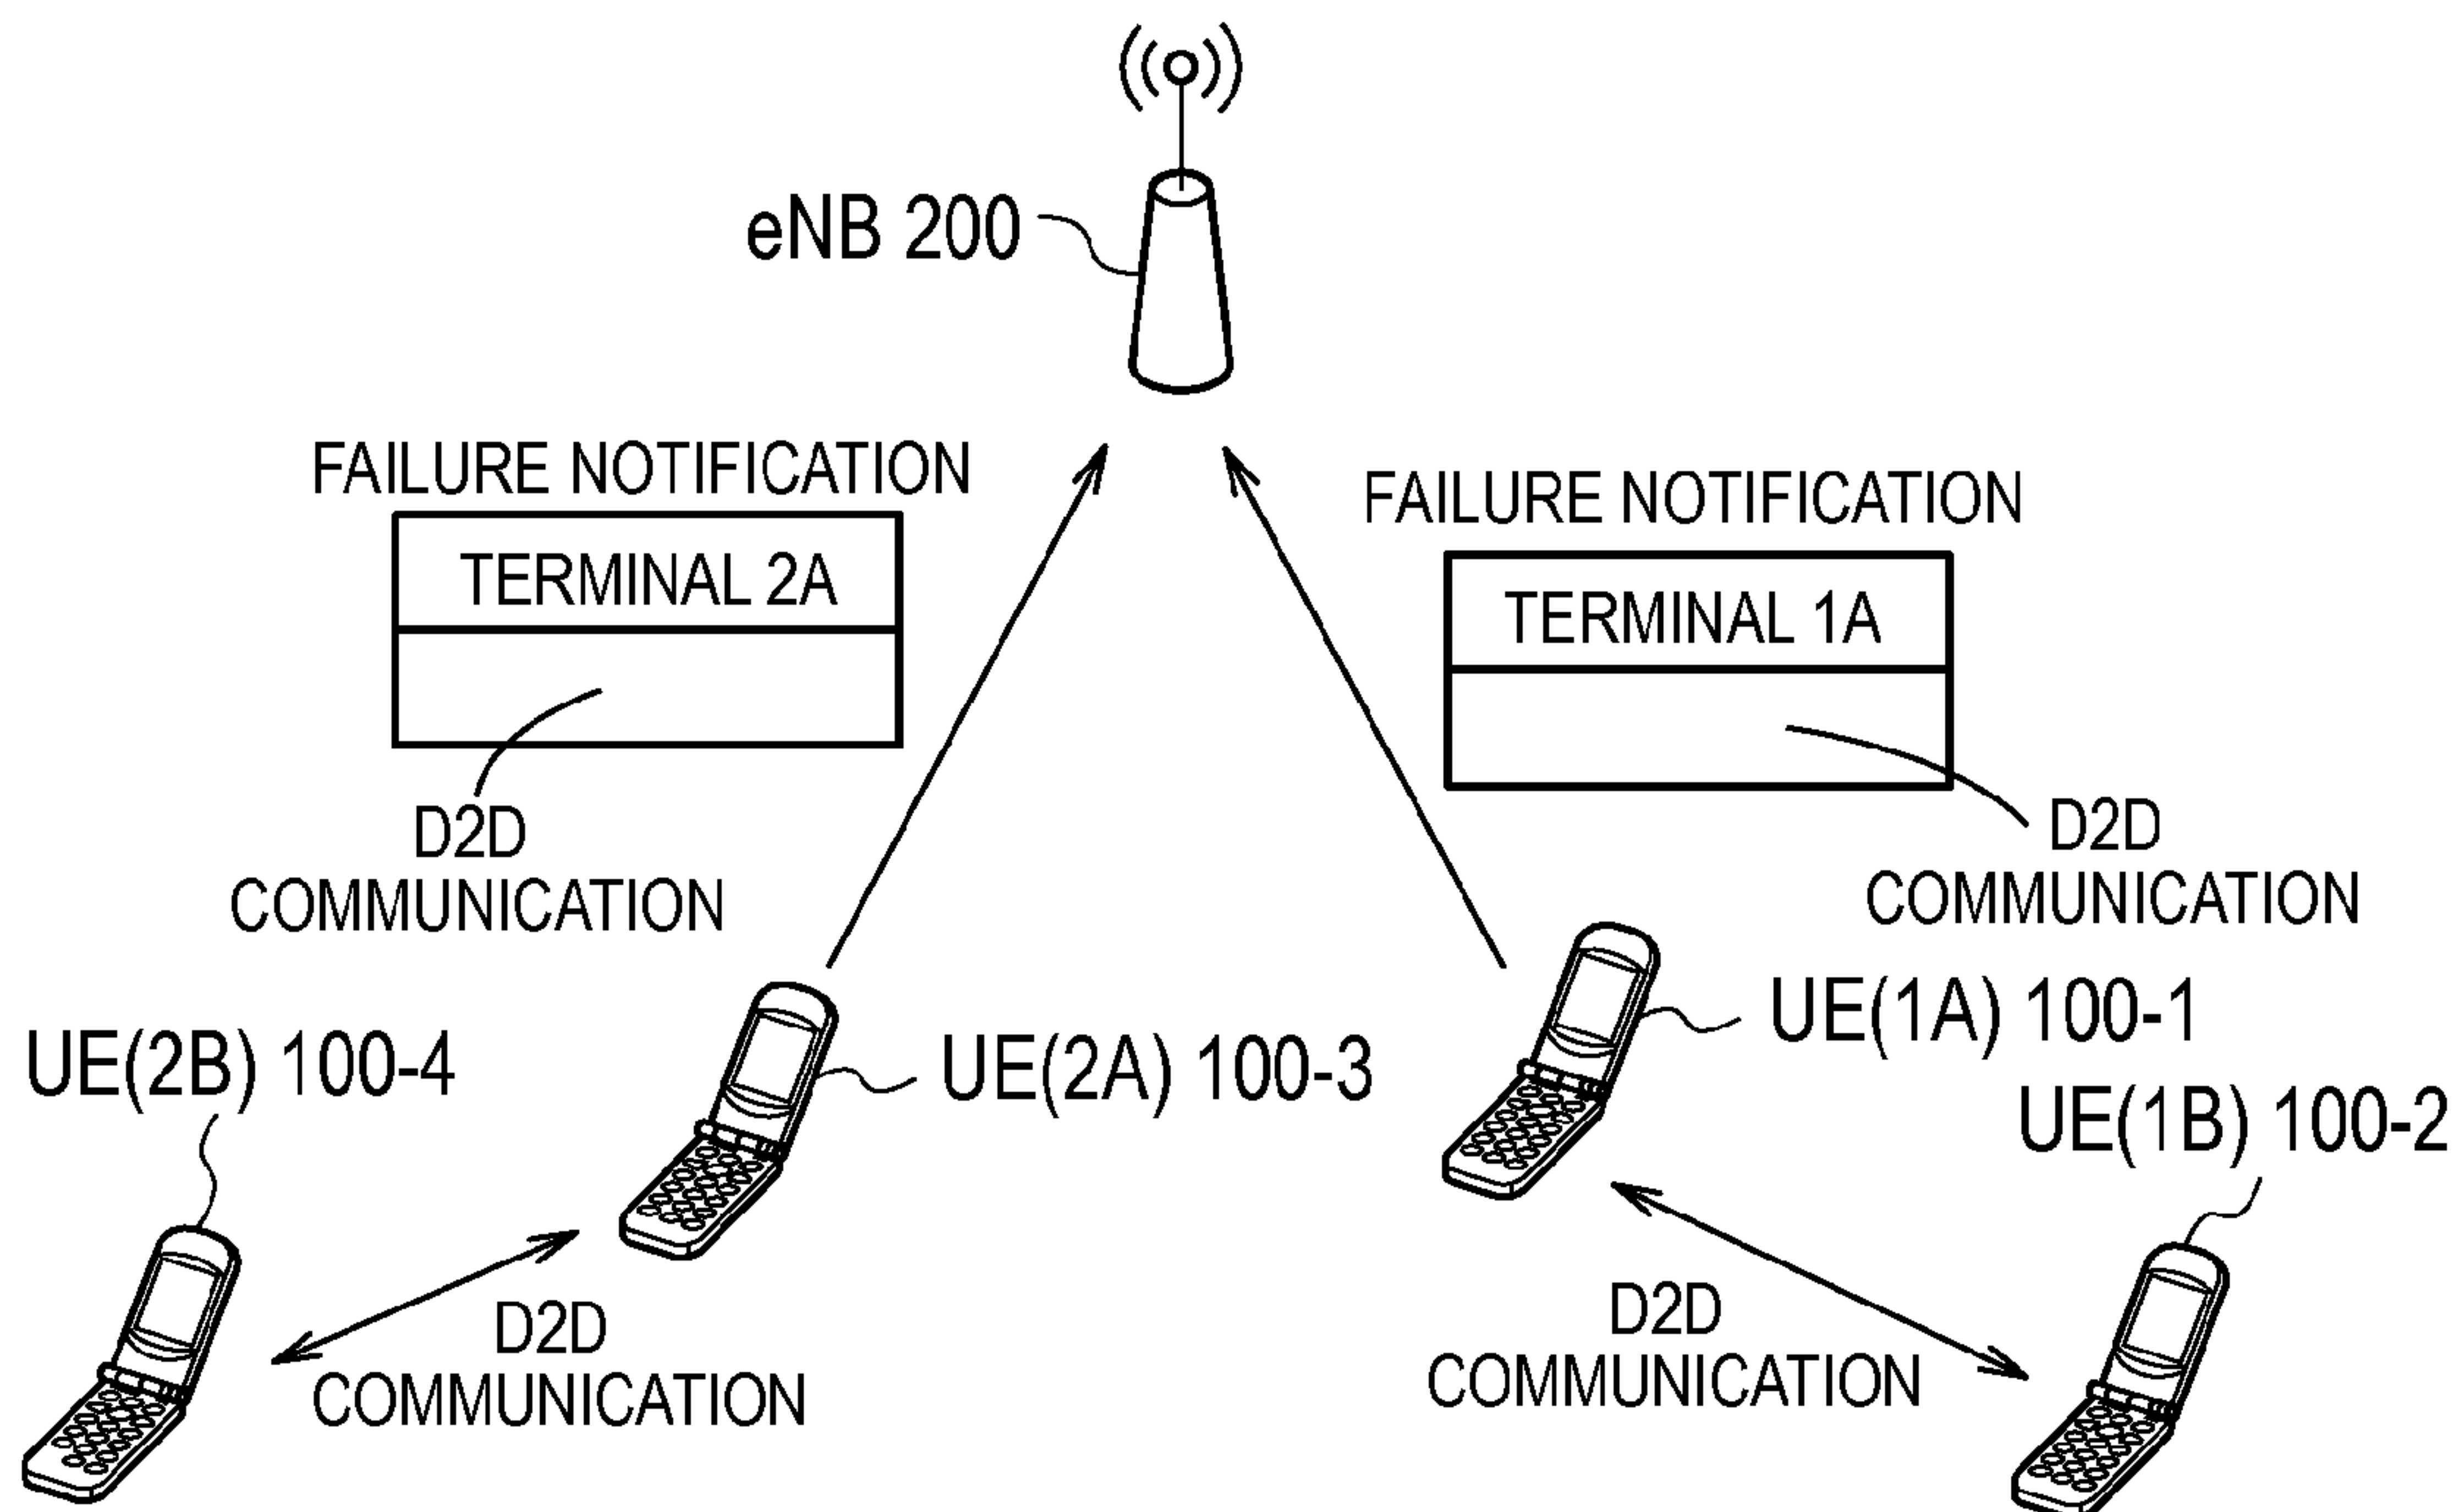 eNB 200
FAILURE NOTIFICATION
TERMINAL 2A
D2D
COMMUNICATION
FAILURE NOTIFICATION
TERMINAL 1A
D2D
COMMUNICATION
UE(2B) 100-4
UE(2A) 100-3
UE(1A) 100-1
UE(1B) 100-2
D2D
COMMUNICATION
D2D
COMMUNICATION